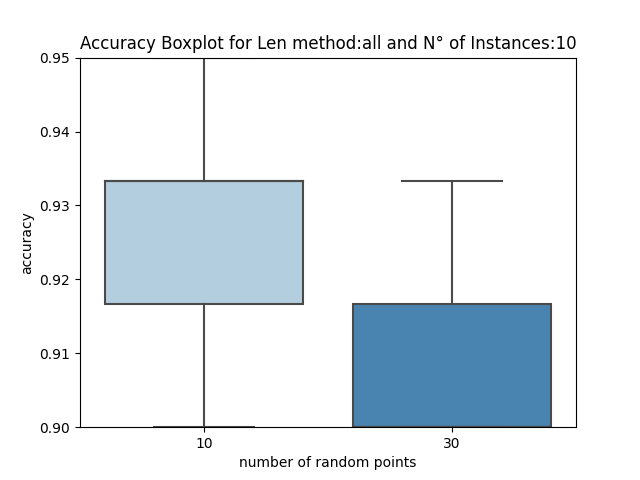 Accuracy Boxplot for Len method:all and N° of Instances:10
0.95
0.94
0.93
0.92
0.91
0.90
accuracy
10
30
number of random points